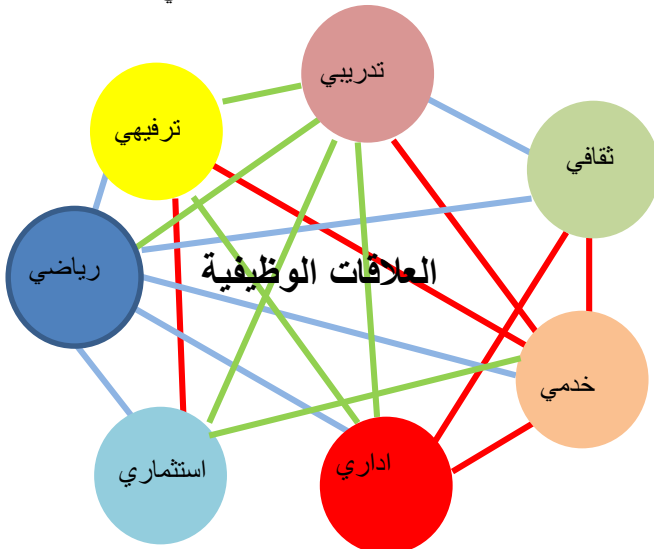 تدريبي
ترفيهي
ثقافي
العلاقات الوظيفية
رياضي
خدمي
اداري
استثماري